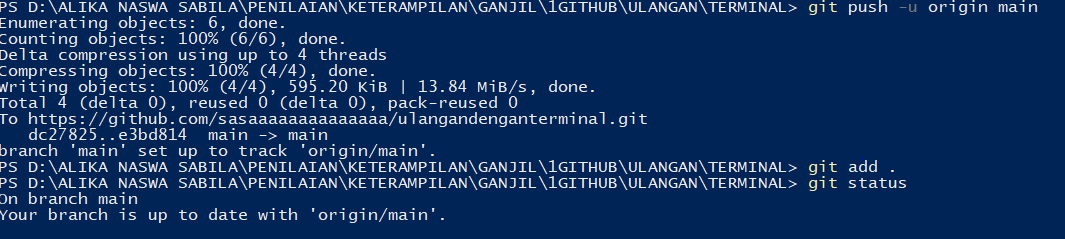 PS D:\ALIKA NASWA SABILA\PENILAIAN\KETERAMPILAN\GANJIL\1GITHUB\ULANGAN\TERMINAL> git push -u origin main
Enumerating objects: 6, done.
Counting objects: 100% (6/6), done.
Delta compression using up to 4 threads
Compressing objects: 100% (4/4), done.
Writing objects: 100% (4/4), 595.20 KiB | 13.84 MiB/s, done.
Total 4 (delta 0), reused 0 (delta 0), pack-reused 0
To https://github.com/sasaaaaaaaaaaaaaa/ulangandenganterminal.git
   dc27825..e3bd814  main -> main
branch 'main' set up to track 'origin/main'.
PS D:\ALIKA NASWA SABILA\PENILAIAN\KETERAMPILAN\GANJIL\1GITHUB\ULANGAN\TERMINAL> git add .
PS D:\ALIKA NASWA SABILA\PENILAIAN\KETERAMPILAN\GANJIL\1GITHUB\ULANGAN\TERMINAL> git status
On branch main
Your branch is up to date with 'origin/main'.